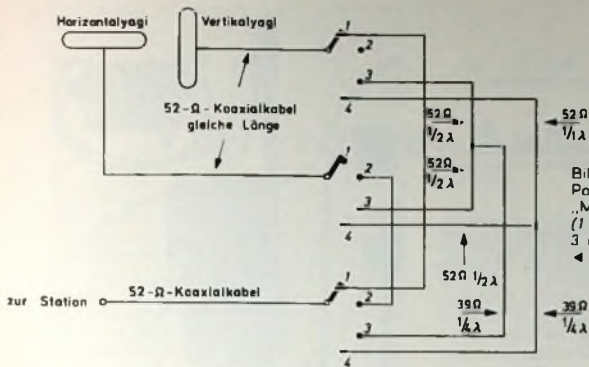 Horizontalyagi
Vertikalyagi
1
2
3
4
52-Ω-Koaxialkabel
gleiche Länge
52Ω
1/2λ
52Ω
1/2λ
52Ω
1/1λ
1
2
3
4
52Ω 1/2λ
52-Ω-Koaxialkabel
zur Station
1
2
3
4
39Ω
1/4λ
39Ω
1/4λ
(1
3